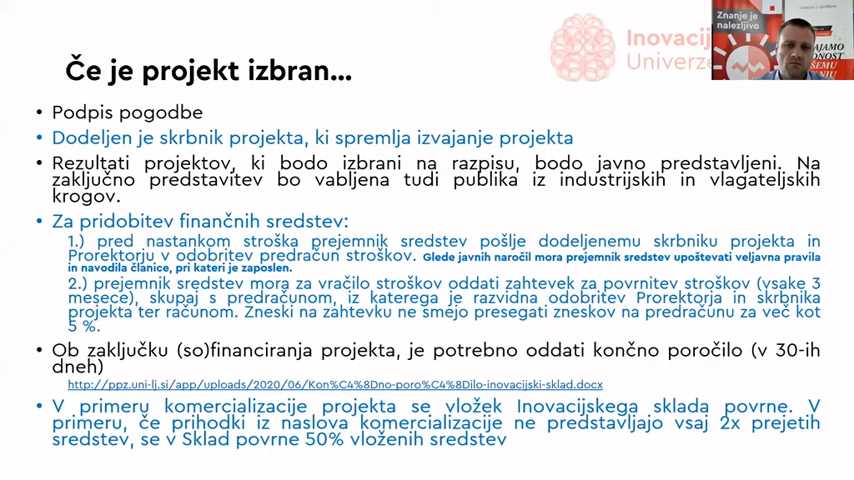 Če je projekt izbran...
Inovacij
Univerze
Znanje je
nalezljivo
AJAMO
• Podpis pogodbe
• Dodeljen je skrbnik projekta, ki spremlja izvajanje projekta
• Rezultati projektov, ki bodo izbrani na razpisu, bodo javno predstavljeni. Na
zaključno predstavitev bo vabljena tudi publika iz industrijskih in vlagateljskih
krogov.
• Za pridobitev finančnih sredstev:
1.) pred nastankom stroška prejemnik sredstev pošlje dodeljenemu skrbniku projekta in
Prorektorju v odobritev predračun stroškov. Glede javnih naročil mora prejemnik sredstev upoštevati veljavna pravila
in navodila članice, pri kateri je zaposlen.
2.) prejemnik sredstev mora za vračilo stroškov oddati zahtevek za povrnitev stroškov (vsake 3
mesece), skupaj s predračunom, iz katerega je razvidna odobritev Prorektorja in skrbnika
projekta ter računom. Zneski na zahtevku ne smejo presegati zneskov na predračunu za več kot
5 %.
• Ob zaključku (so)financiranja projekta, je potrebno oddati končno poročilo (v 30-ih
dneh)
http://ppz.uni-lj.si/app/uploads/2020/06/Kon%C4%8Dno-poro%C4%8Dilo-inovacijski-sklad.docx
• V primeru komercializacije projekta se vložek Inovacijskega sklada povrne. V
primeru, če prihodki iz naslova komercializacije ne predstavljajo vsaj 2x prejetih
sredstev, se v Sklad povrne 50% vloženih sredstev